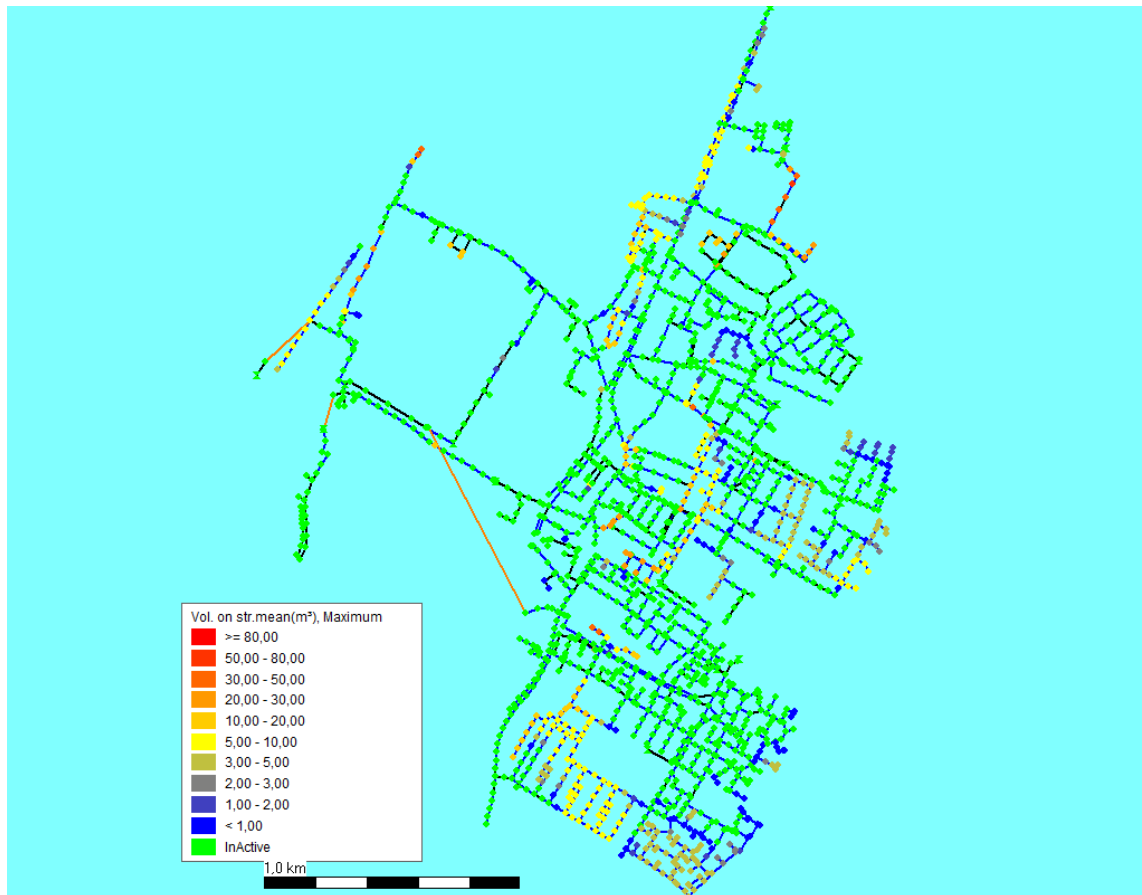 Vol. on str.mean(m³), Maximum
>= 80,00
50,00 - 80,00
30,00 - 50,00
20,00 - 30,00
10,00 - 20,00
5,00 - 10,00
3,00 - 5,00
2,00 - 3,00
1,00 - 2,00
< 1,00
InActive
1,0 km